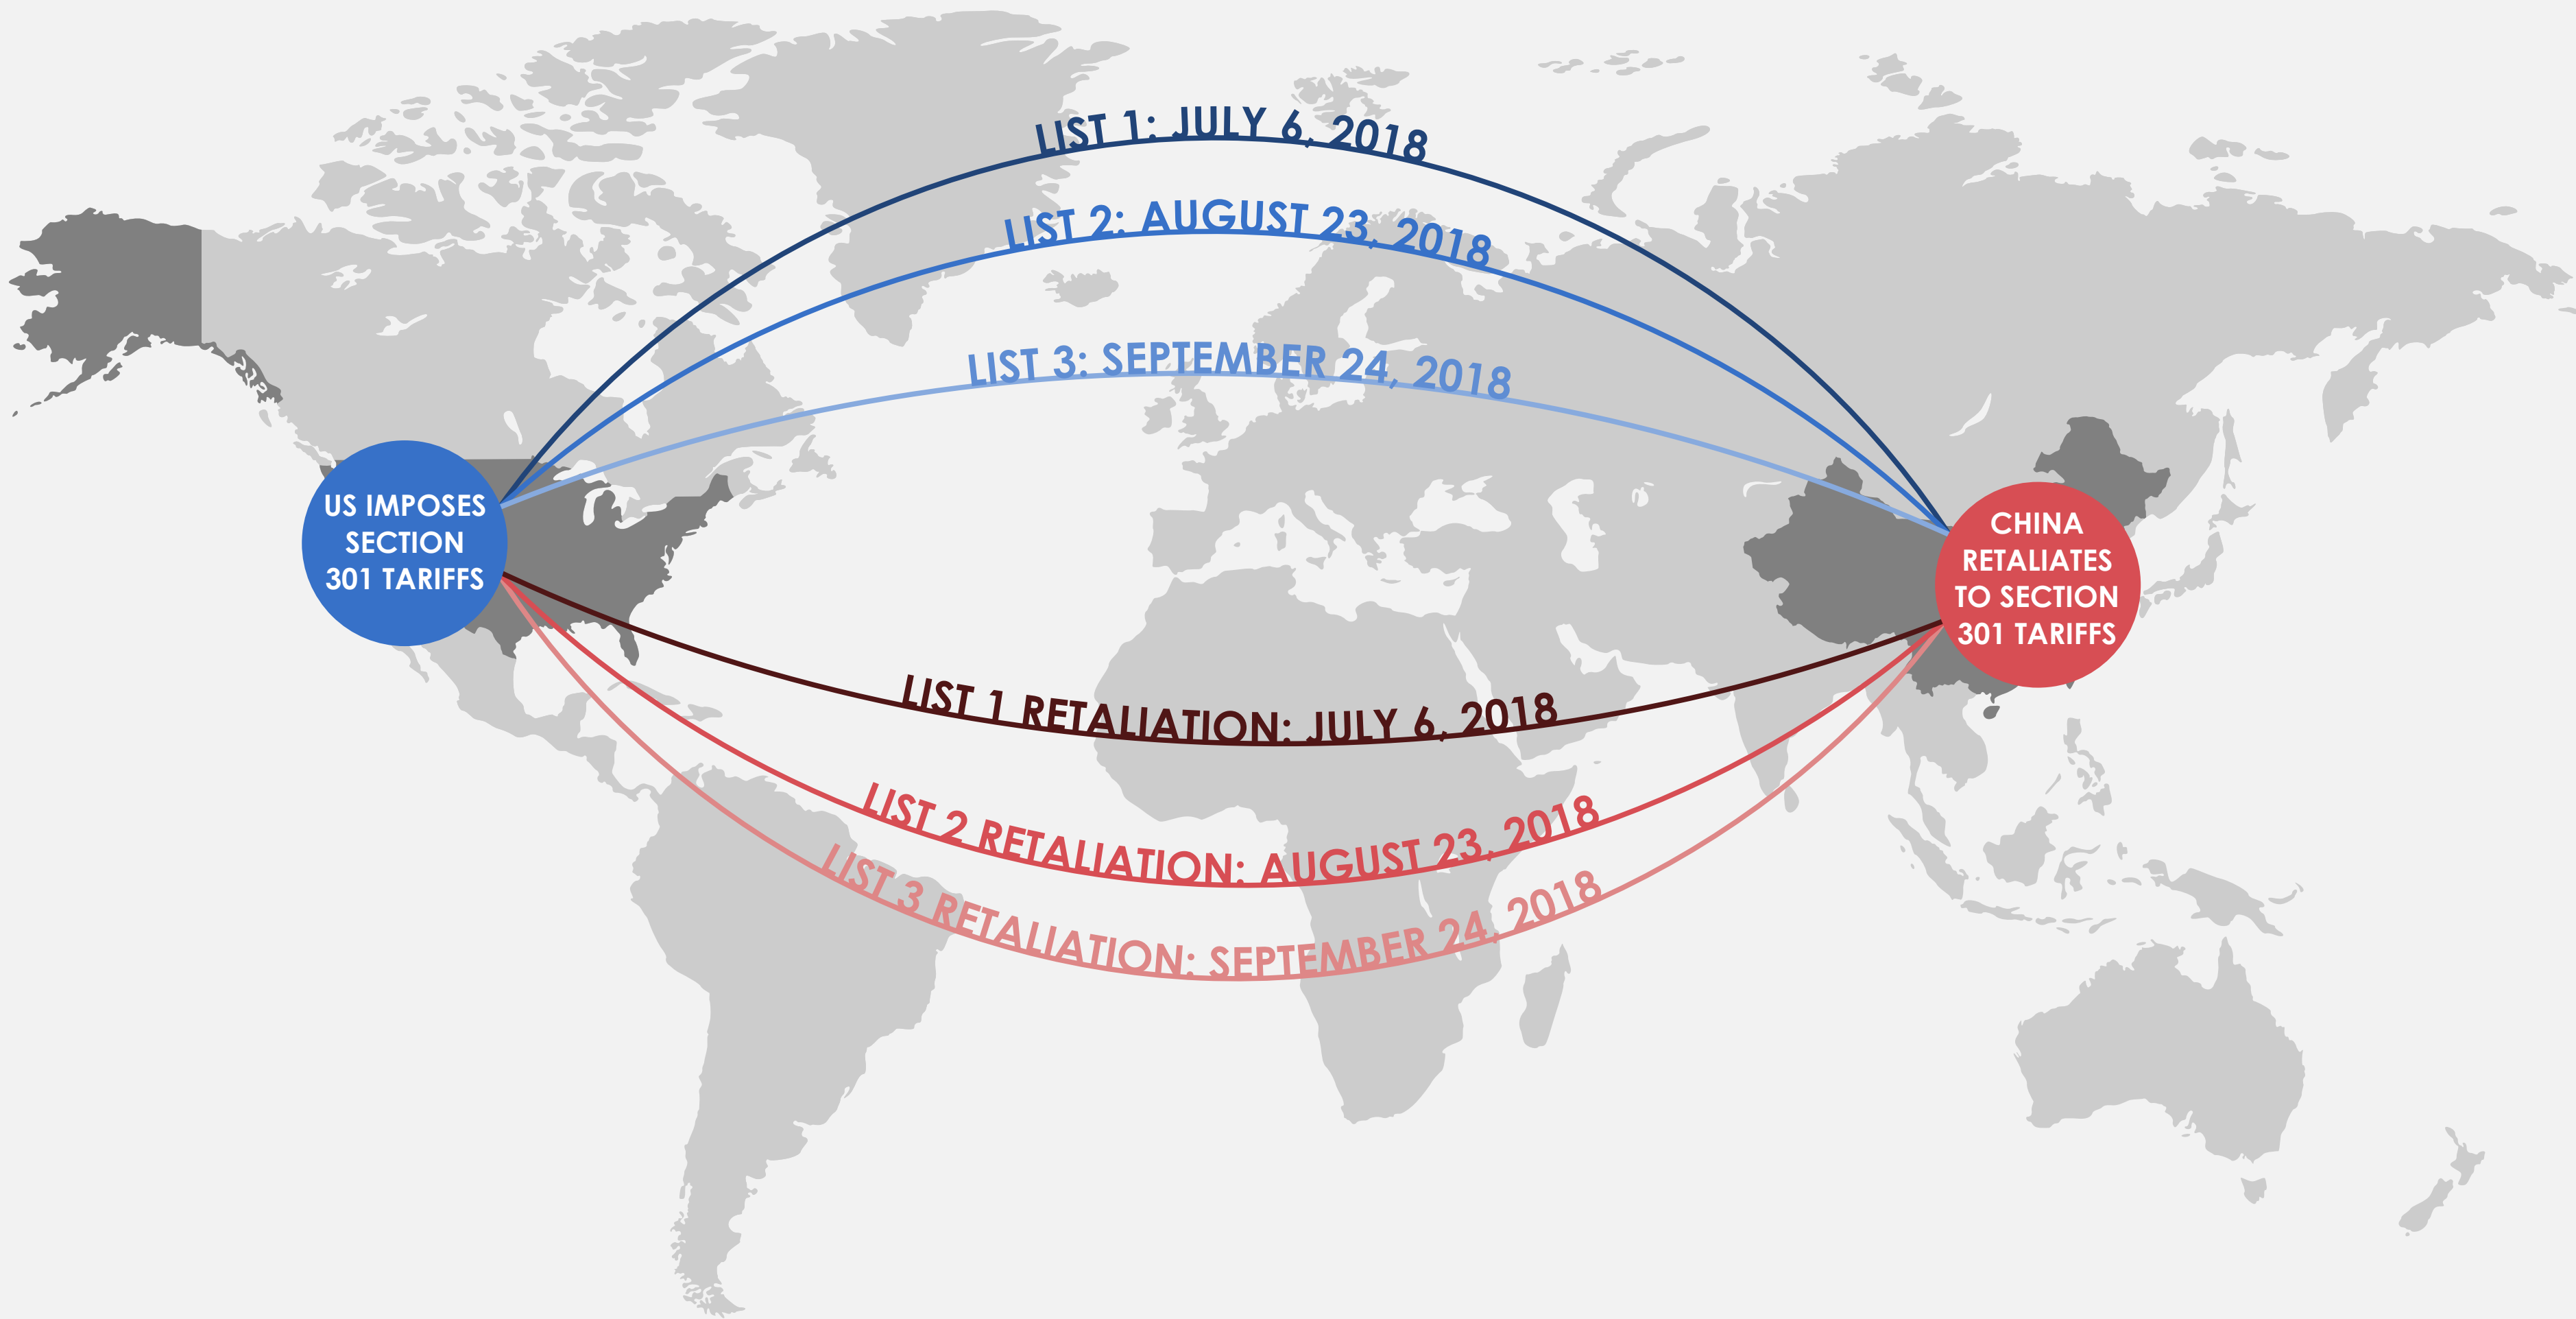 LIST 1: JULY 6, 2018
LIST 2: AUGUST 23, 2018
LIST 3: SEPTEMBER 24, 2018
US IMPOSES
SECTION
301 TARIFFS
CHINA
RETALIATES
TO SECTION
301 TARIFFS
LIST 1 RETALIATION: JULY 6, 2018
LIST 2 RETALIATION: AUGUST 23, 2018
LIST 3 RETALIATION: SEPTEMBER 24, 2018